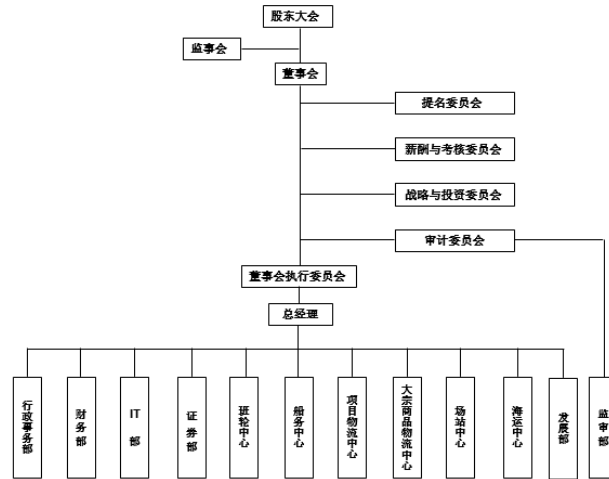 股东大会
监事会
董事会
提名委员会
薪酬与考核委员会
战略与投资委员会
审计委员会
董事会执行委员会
总经理
行政事务部
财务部
IT部
证券部
班轮中心
船务中心
项目物流中心
大宗商品物流中心
场站中心
海运中心
发展部
监审部